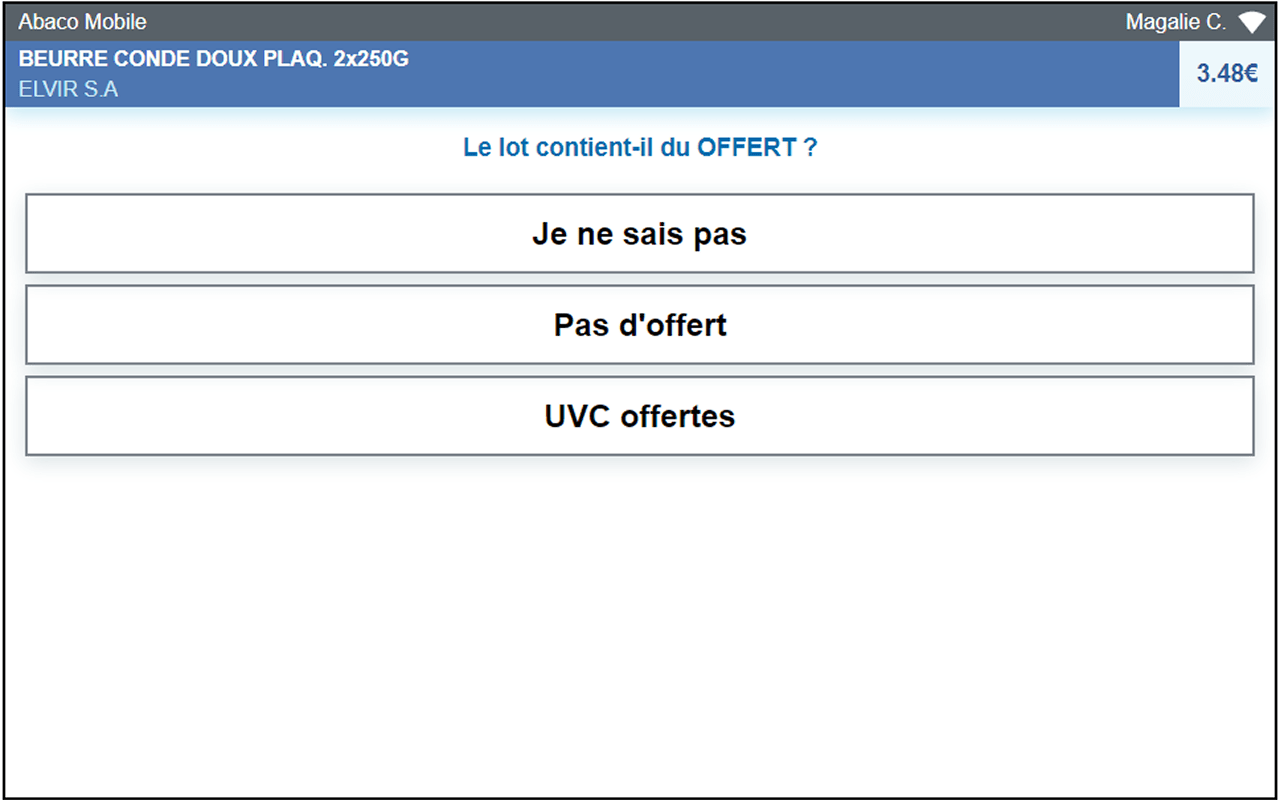 Abaco Mobile
Magalie C.
BEURRE CONDE DOUX PLAQ. 2x250G
ELVIR S.A
3.48€
Le lot contient-il du OFFERT ?
Je ne sais pas
Pas d'offert
UVC offertes